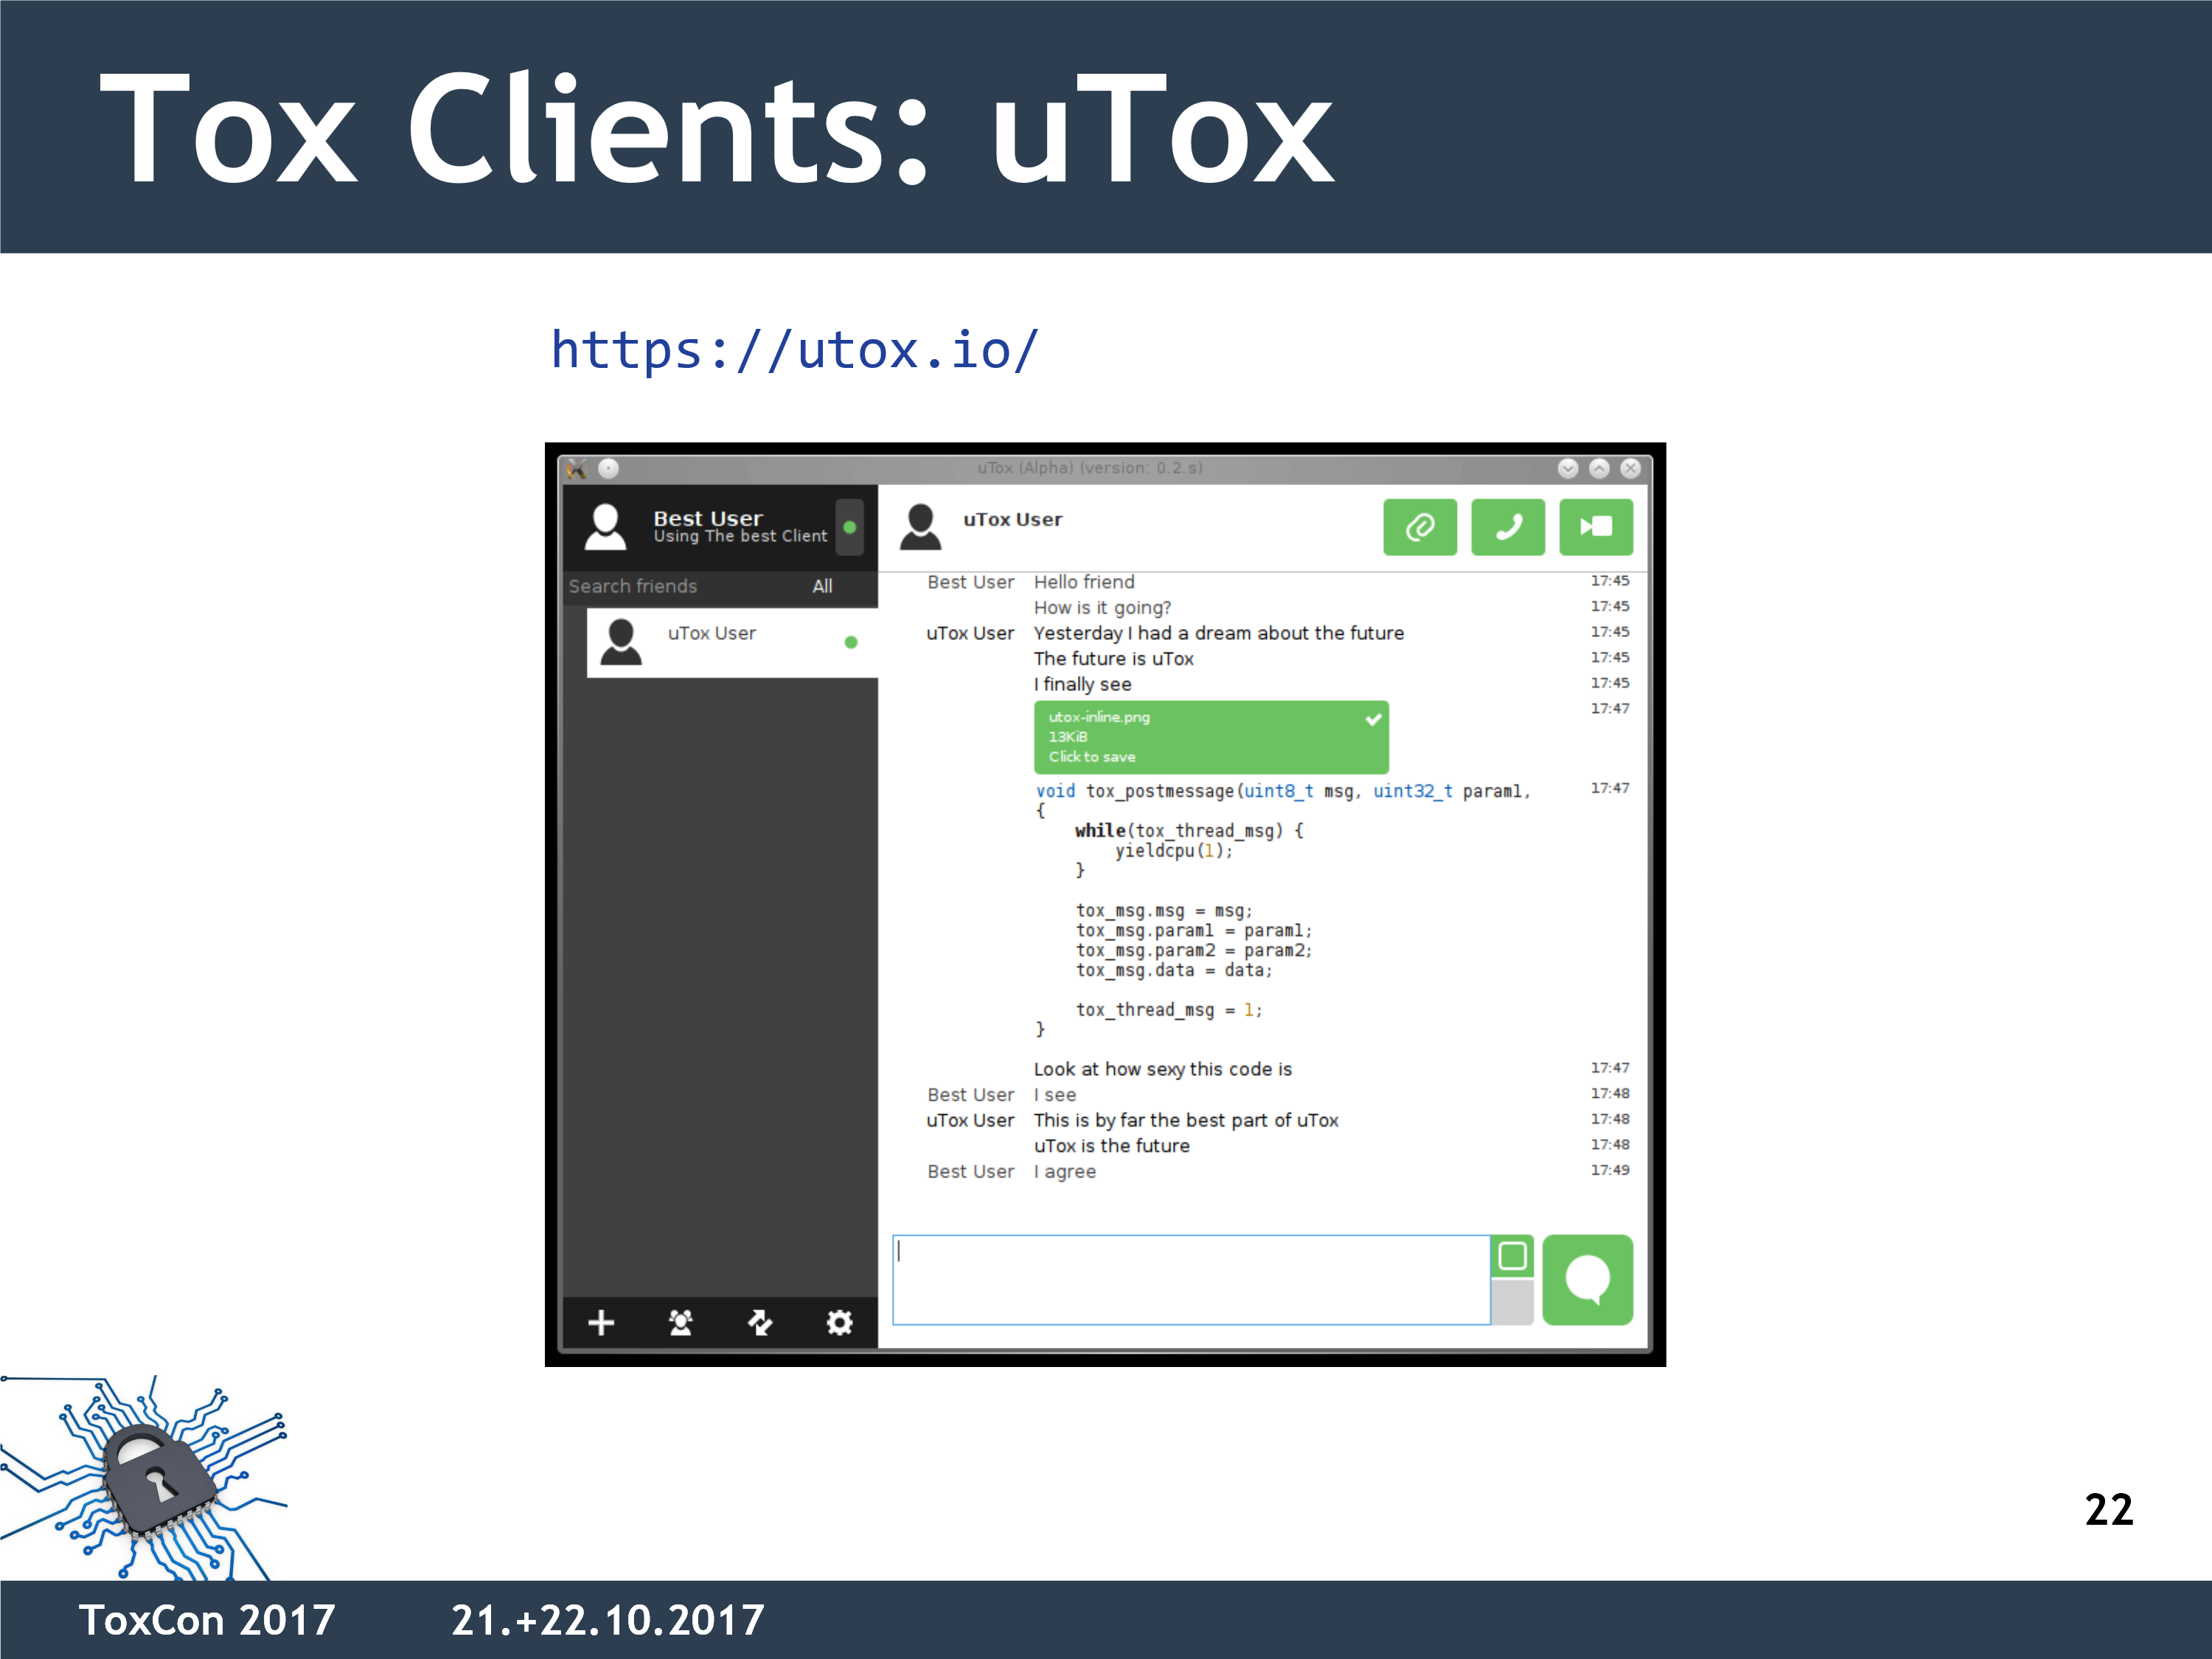 Tox Clients: uTox
https://utox.io/
uTox (Alpha) (version: 0.2.s)
Best User
Using The best Client
uTox User
Search friends All
uTox User
Best User Hello friend 17:45
How is it going? 17:45
uTox User Yesterday I had a dream about the future 17:45
The future is uTox 17:45
I finally see 17:45
utox-inline.png 17:47
13KiB
Click to save
void tox_postmessage(uint8_t msg, uint32_t param1, 17:47
{
while(tox_thread_msg) {
yieldcpu(1);
}
tox_msg.msg = msg;
tox_msg.param1 = param1;
tox_msg.param2 = param2;
tox_msg.data = data;
tox_thread_msg = 1;
}
Look at how sexy this code is 17:47
Best User I see 17:48
uTox User This is by far the best part of uTox 17:48
uTox is the future 17:48
Best User I agree 17:49
22
ToxCon 2017 21.+22.10.2017